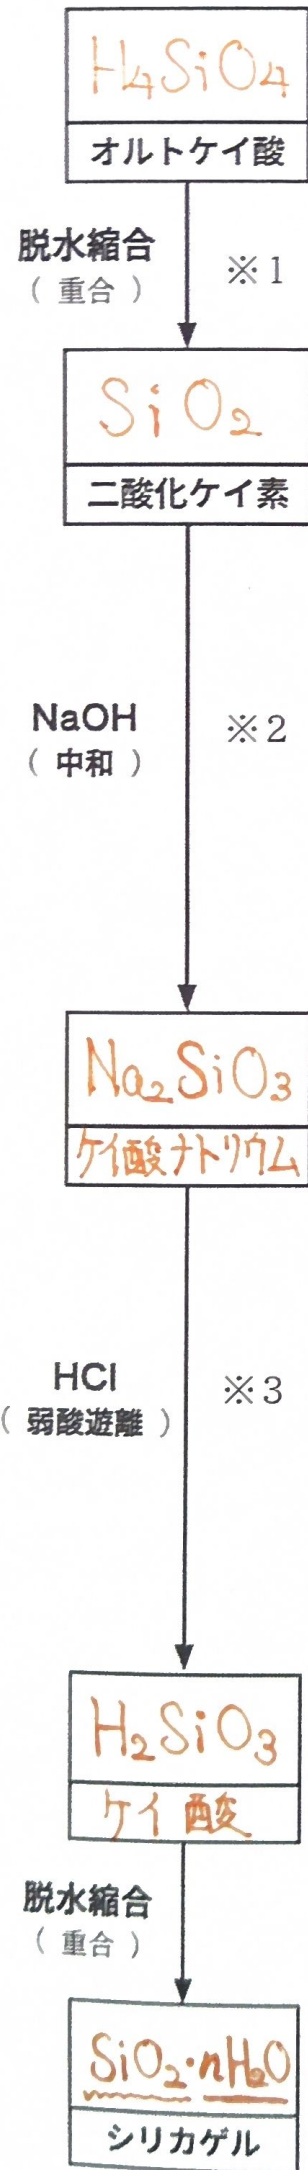 H₄SiO₄
オルトケイ酸
脱水縮合
（ 重合 ）
※1
SiO₂
二酸化ケイ素
NaOH
（ 中和 ）
※2
Na₂SiO₃
ケイ酸ナトリウム
HCl
（ 弱酸遊離 ）
※3
H₂SiO₃
ケイ酸
脱水縮合
（ 重合 ）
SiO₂・nH₂O
シリカゲル